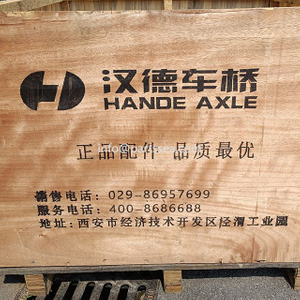 汉德车桥
HANDE AXLE
正品配件 品质最优
销售电话：029-86957699
服务电话：400-8686688
地址：西安市经济技术开发区泾渭工业园